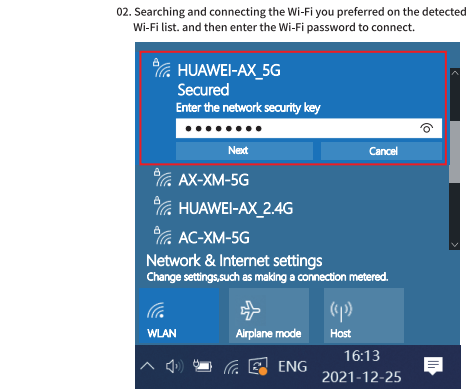 02. Searching and connecting the Wi-Fi you preferred on the detected
Wi-Fi list. and then enter the Wi-Fi password to connect.
HUAWEI-AX_5G
Secured
Enter the network security key
●●●●●●●●
Next Cancel
AX-XM-5G
HUAWEI-AX_2.4G
AC-XM-5G
Network & Internet settings
Change settings,such as making a connection metered.
WLAN Airplane mode Host
ENG 16:13
2021-12-25